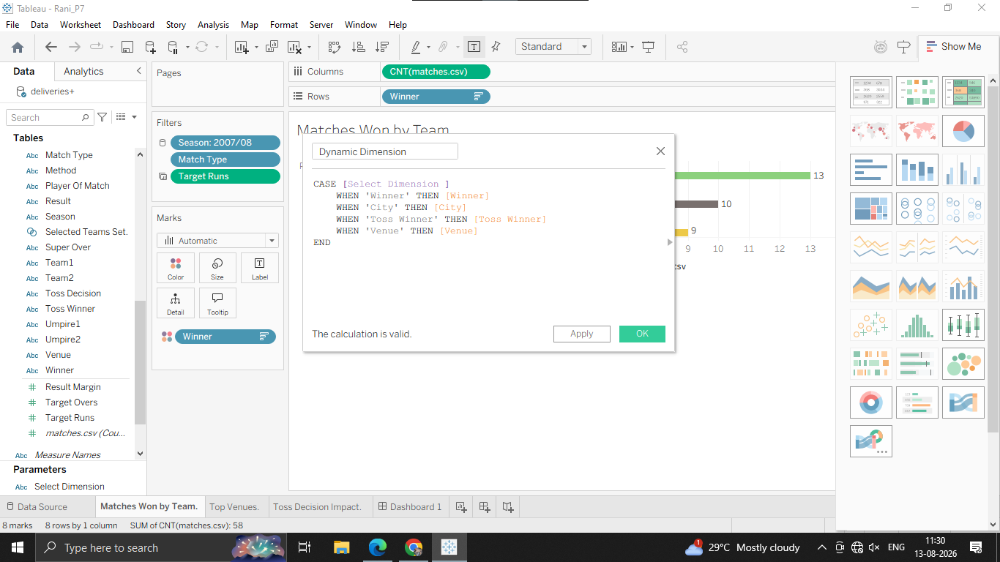 Tableau - Rani_P7
File Data Worksheet Dashboard Story Analysis Map Format Server Window Help
Standard
Show Me
Data Analytics
deliveries+
Search
Tables
Abc Match Type
Abc Method
Abc Player Of Match
Abc Result
Abc Season
Selected Teams Set.
Abc Super Over
Abc Team1
Abc Team2
Abc Toss Decision
Abc Toss Winner
Abc Umpire1
Abc Umpire2
Abc Venue
Abc Winner
# Result Margin
# Target Overs
# Target Runs
# matches.csv (Cou...
Abc Measure Names
Parameters
Abc Select Dimension
Pages
Filters
Season: 2007/08
Match Type
Target Runs
Marks
Automatic
Color Size Label
Detail Tooltip
Winner
Columns CNT(matches.csv)
Rows Winner
Matches Won by Team
Dynamic Dimension
CASE [Select Dimension ]
WHEN 'Winner' THEN [Winner]
WHEN 'City' THEN [City]
WHEN 'Toss Winner' THEN [Toss Winner]
WHEN 'Venue' THEN [Venue]
END
The calculation is valid.
Apply OK
13
10
9
9 10 11 12 13
csv
Data Source Matches Won by Team. Top Venues. Toss Decision Impact. Dashboard 1
8 marks 8 rows by 1 column SUM of CNT(matches.csv): 58
Type here to search
1
29°C Mostly cloudy
ENG
11:30
13-08-2026